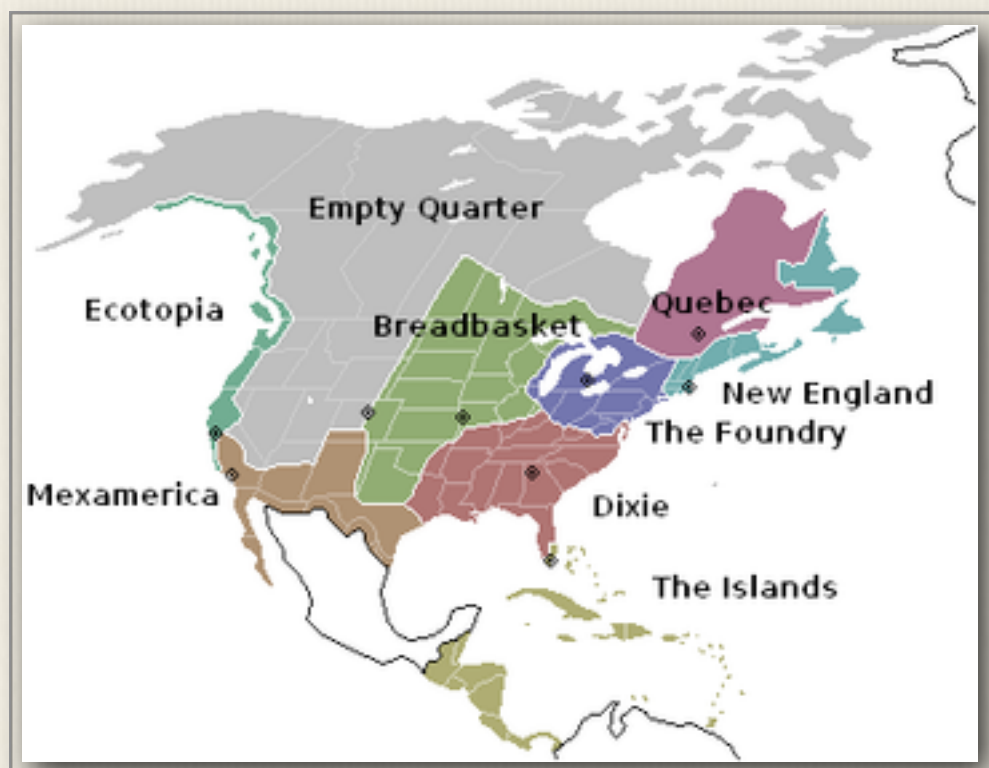 Empty Quarter
Ecotopia
Breadbasket
Quebec
New England
The Foundry
Mexamerica
Dixie
The Islands